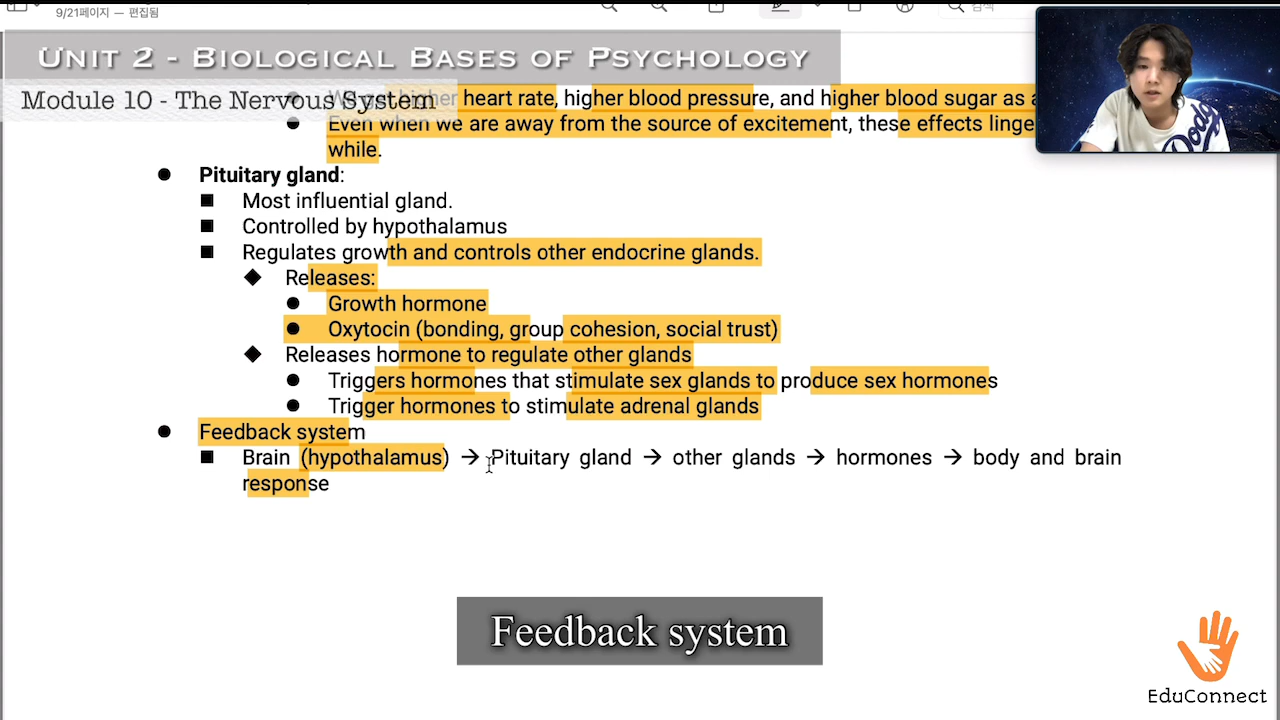 9/21페이지 — 편집됨
검색
UNIT 2 - BIOLOGICAL BASES OF PSYCHOLOGY
Module 10 - The Nervous System
heart rate, higher blood pressure, and higher blood sugar as
Even when we are away from the source of excitement, these effects linge
while.
Pituitary gland:
Most influential gland.
Controlled by hypothalamus
Regulates growth and controls other endocrine glands.
Releases:
Growth hormone
Oxytocin (bonding, group cohesion, social trust)
Releases hormone to regulate other glands
Triggers hormones that stimulate sex glands to produce sex hormones
Trigger hormones to stimulate adrenal glands
Feedback system
Brain (hypothalamus) → Pituitary gland → other glands → hormones → body and brain
response
Feedback system
Dodg
EduConnect